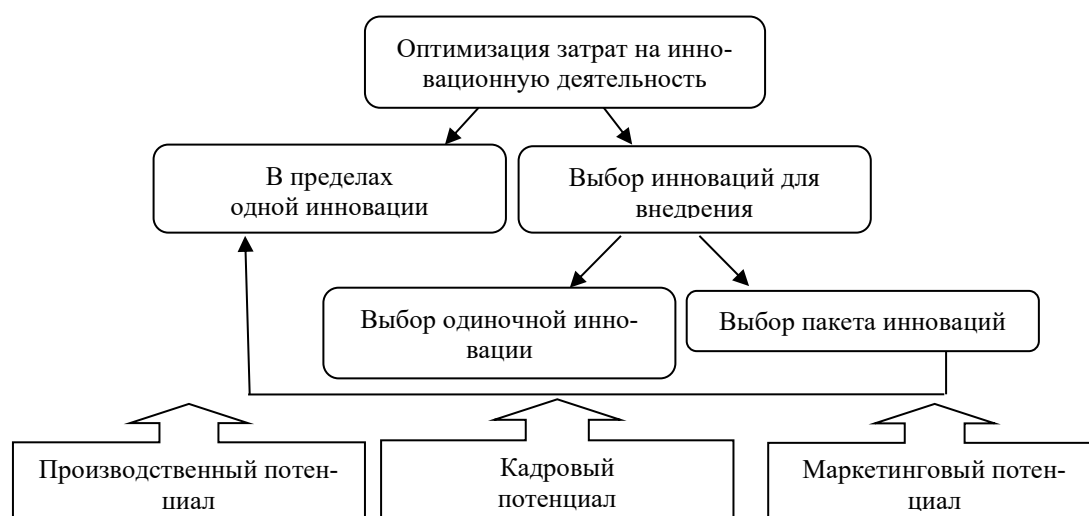 Оптимизация затрат на инно-
вационную деятельность
В пределах
одной инновации
Выбор инноваций для
внедрения
Выбор одиночной инно-
вации
Выбор пакета инноваций
Производственный потен-
циал
Кадровый
потенциал
Маркетинговый потен-
циал